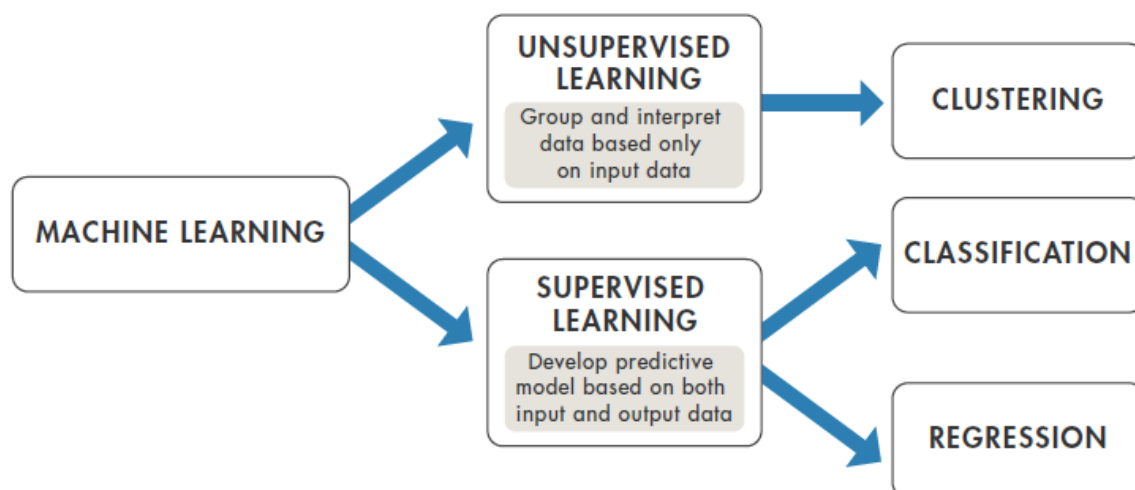 MACHINE LEARNING
UNSUPERVISED
LEARNING
Group and interpret
data based only
on input data
SUPERVISED
LEARNING
Develop predictive
model based on both
input and output data
CLUSTERING
CLASSIFICATION
REGRESSION